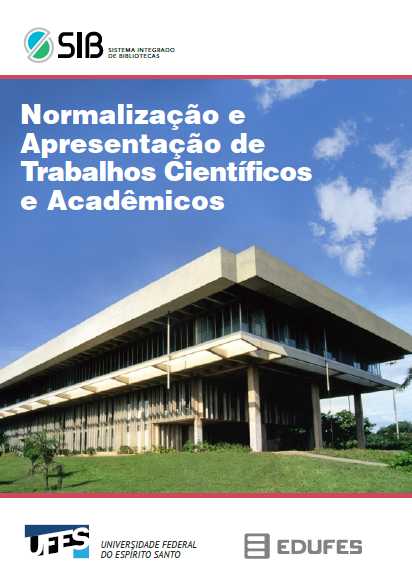 SIB
SISTEMA INTEGRADO
DE BIBLIOTECAS
Normalização e
Apresentação de
Trabalhos Científicos
e Acadêmicos
UFES
UNIVERSIDADE FEDERAL
DO ESPÍRITO SANTO
EDUFES